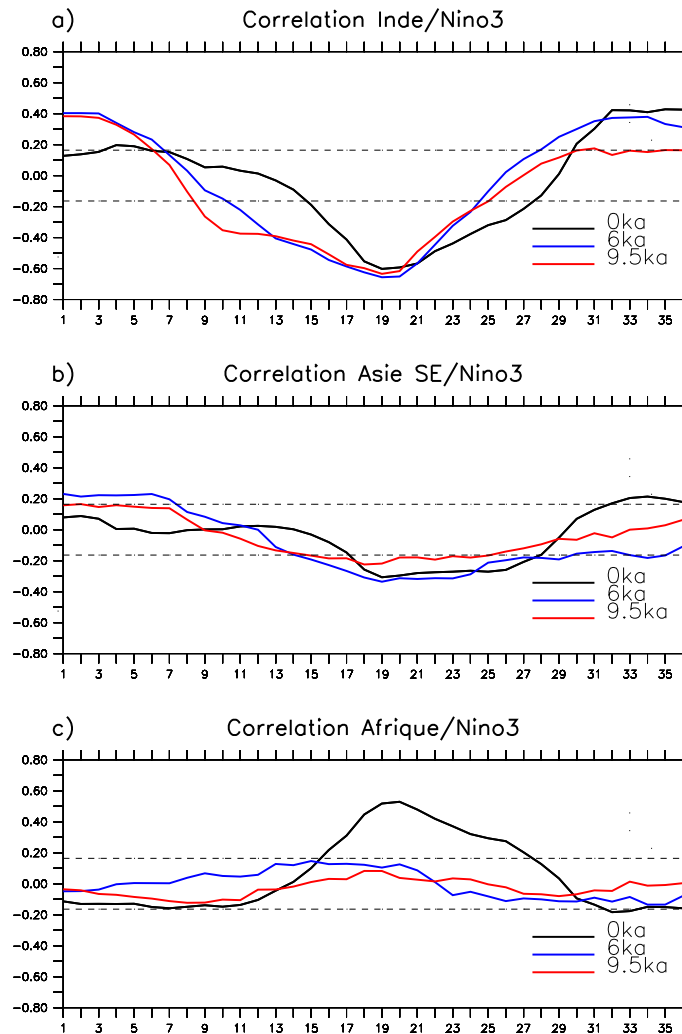 a) Correlation Inde/Nino3
0.80
0.60
0.40
0.20
0.00
-0.20
-0.40
-0.60
-0.80
1 3 5 7 9 11 13 15 17 19 21 23 25 27 29 31 33 35
0ka
6ka
9.5ka
b) Correlation Asie SE/Nino3
0.80
0.60
0.40
0.20
0.00
-0.20
-0.40
-0.60
-0.80
1 3 5 7 9 11 13 15 17 19 21 23 25 27 29 31 33 35
0ka
6ka
9.5ka
c) Correlation Afrique/Nino3
0.80
0.60
0.40
0.20
0.00
-0.20
-0.40
-0.60
-0.80
1 3 5 7 9 11 13 15 17 19 21 23 25 27 29 31 33 35
0ka
6ka
9.5ka